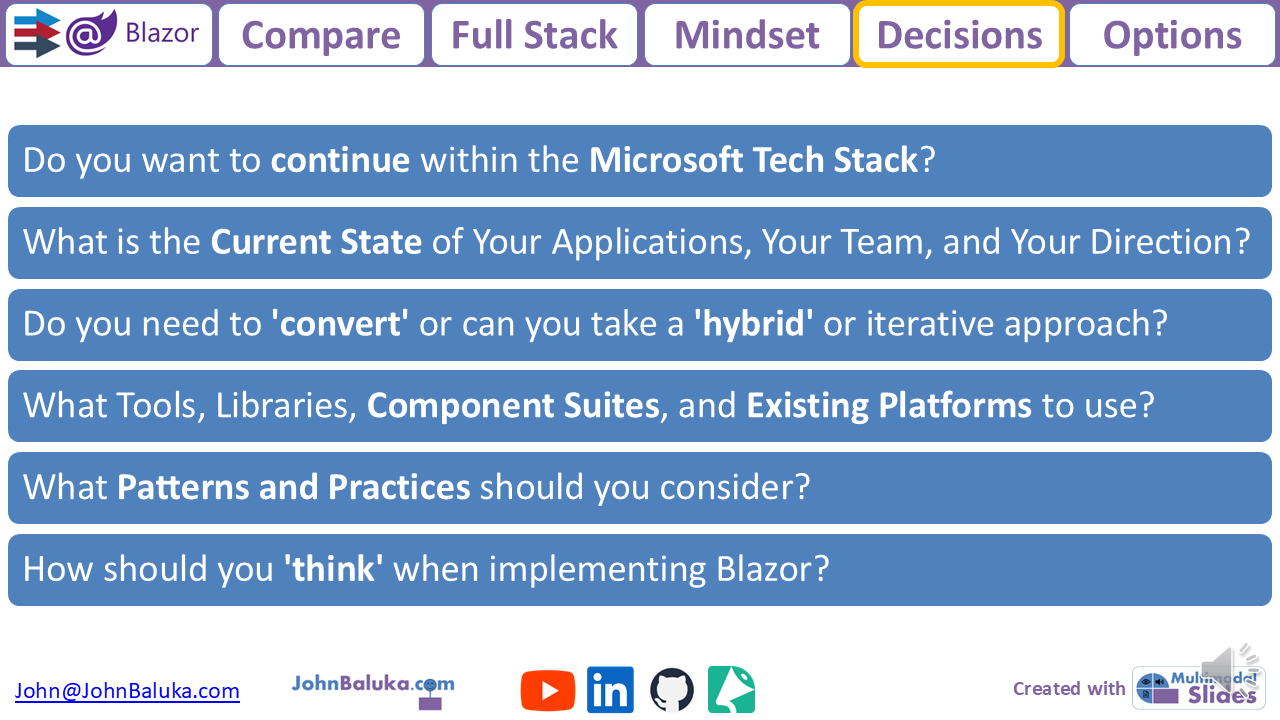 @ Blazor
Compare
Full Stack
Mindset
Decisions
Options
Do you want to continue within the Microsoft Tech Stack?
What is the Current State of Your Applications, Your Team, and Your Direction?
Do you need to 'convert' or can you take a 'hybrid' or iterative approach?
What Tools, Libraries, Component Suites, and Existing Platforms to use?
What Patterns and Practices should you consider?
How should you 'think' when implementing Blazor?
John@JohnBaluka.com
JohnBaluka.com
in
Created with
Multimodal
Slides